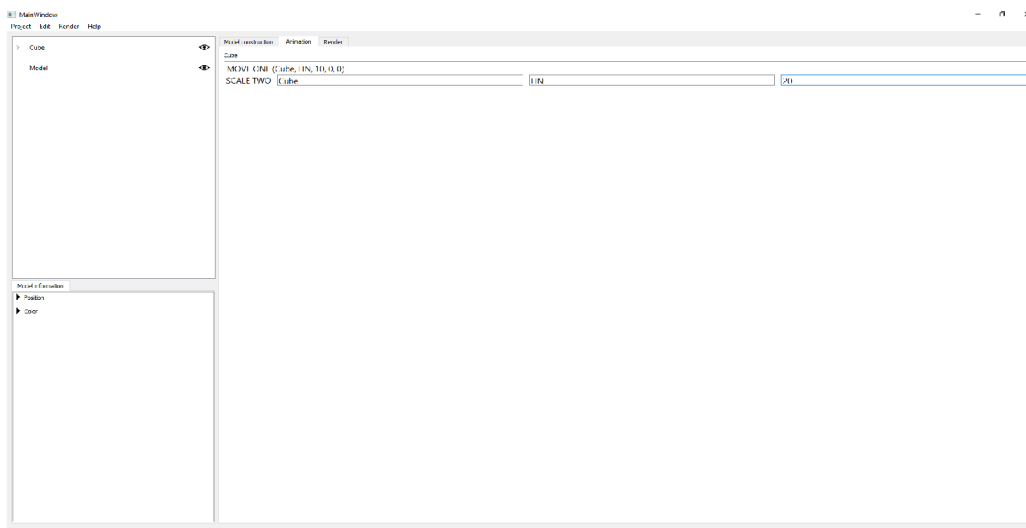 MainWindow
Project Edit Render Help
Cube
Model
Model construction Animation Render
Cube
MOVE ONE (Cube, LIN, 10, 0, 0)
SCALE TWO Cube LIN 20
Model information
Position
Color